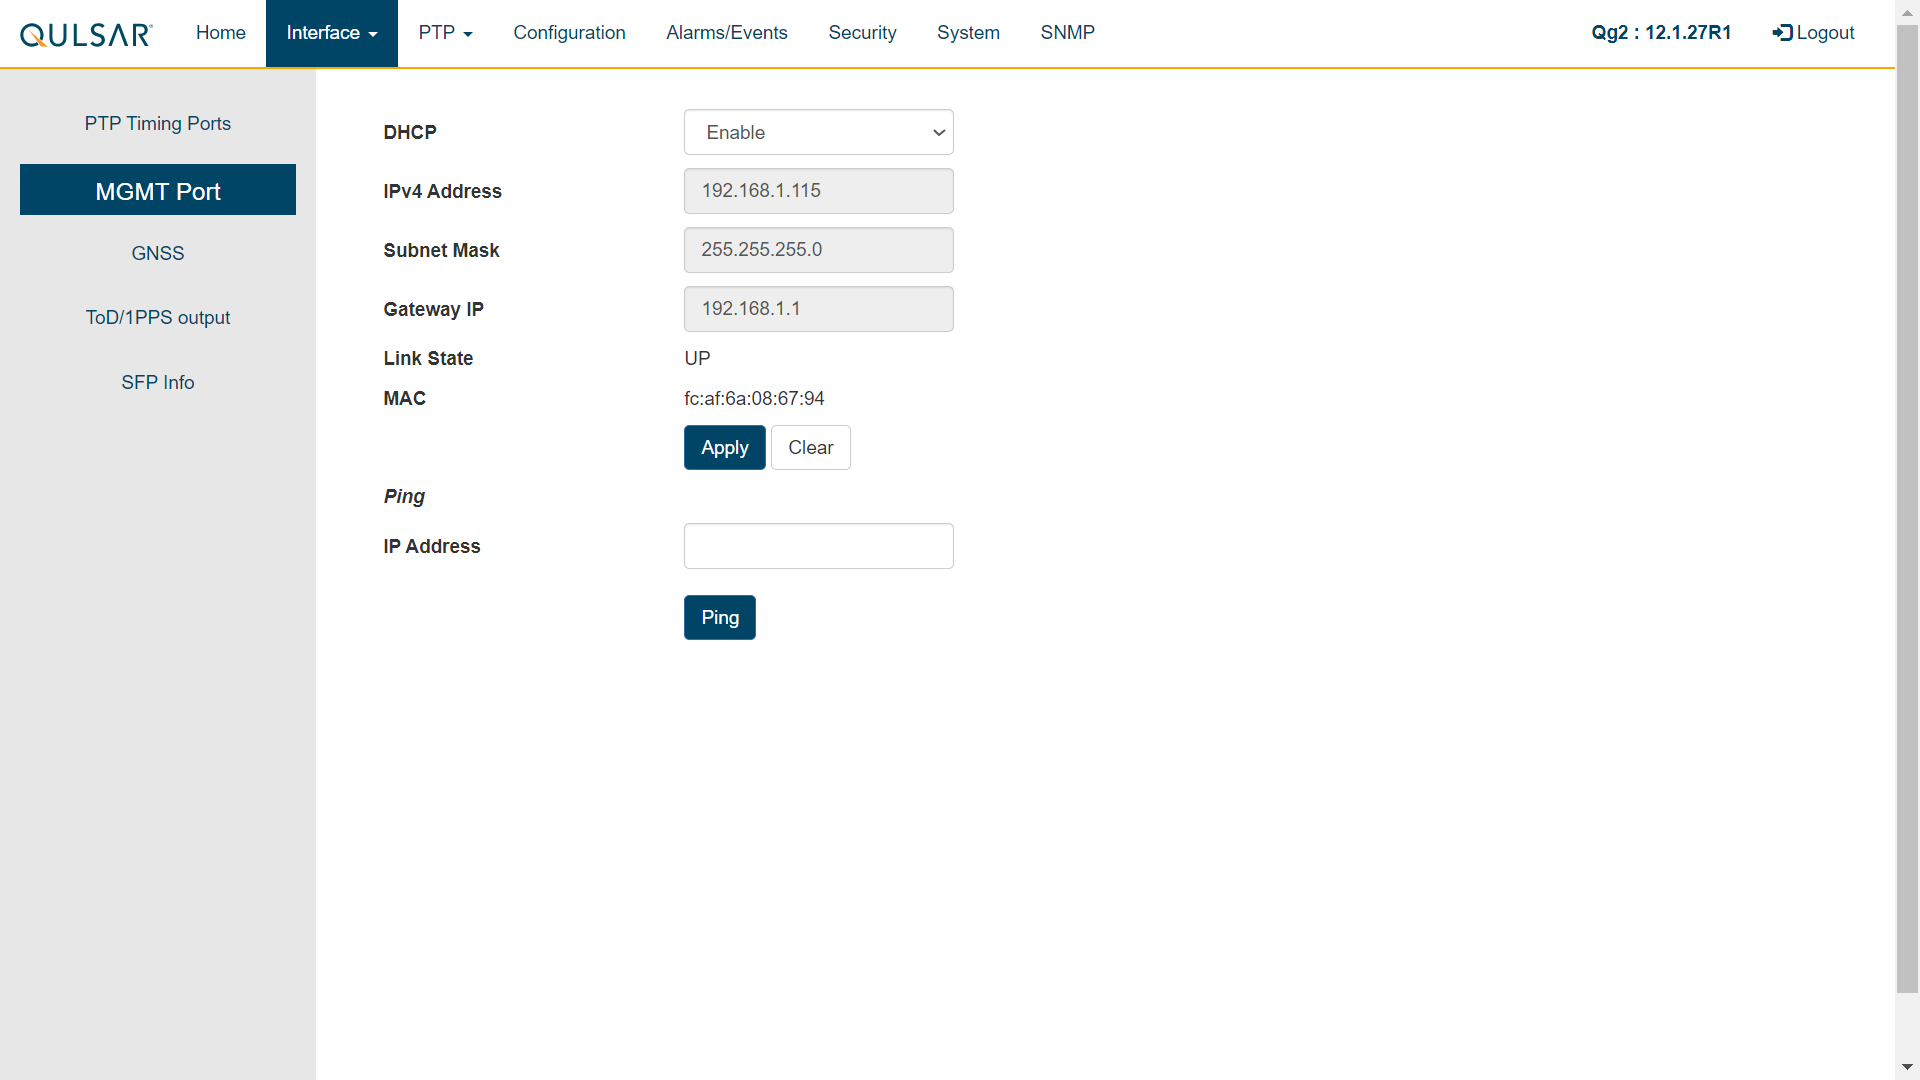 QULSAR Home Interface PTP Configuration Alarms/Events Security System SNMP Qg2 : 12.1.27R1 Logout
PTP Timing Ports
MGMT Port
GNSS
ToD/1PPS output
SFP Info
DHCP Enable
IPv4 Address 192.168.1.115
Subnet Mask 255.255.255.0
Gateway IP 192.168.1.1
Link State UP
MAC fc:af:6a:08:67:94
Apply Clear
Ping
IP Address
Ping